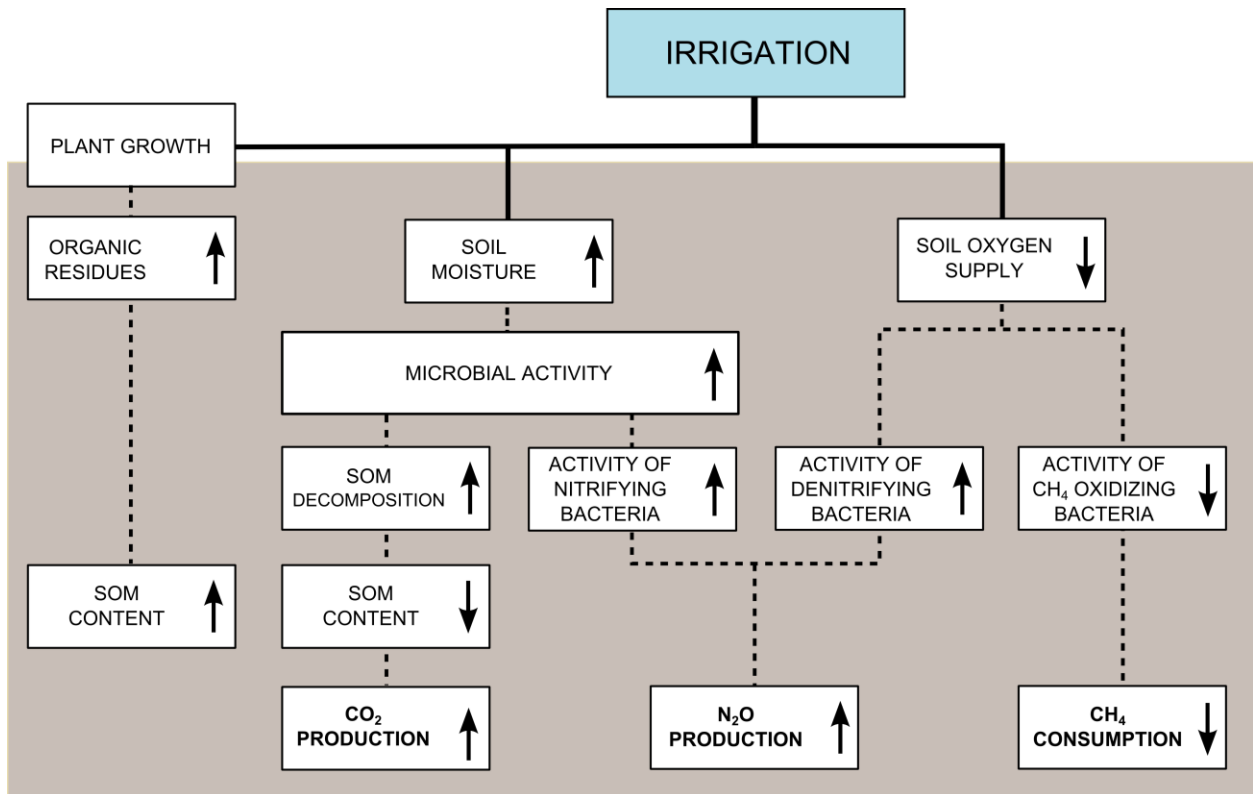 IRRIGATION
PLANT GROWTH
ORGANIC
RESIDUES
SOIL
MOISTURE
SOIL OXYGEN
SUPPLY
MICROBIAL ACTIVITY
SOM
DECOMPOSITION
ACTIVITY OF
NITRIFYING
BACTERIA
ACTIVITY OF
DENITRIFYING
BACTERIA
ACTIVITY OF
CH₄ OXIDIZING
BACTERIA
SOM
CONTENT
SOM
CONTENT
CO₂
PRODUCTION
N₂O
PRODUCTION
CH₄
CONSUMPTION